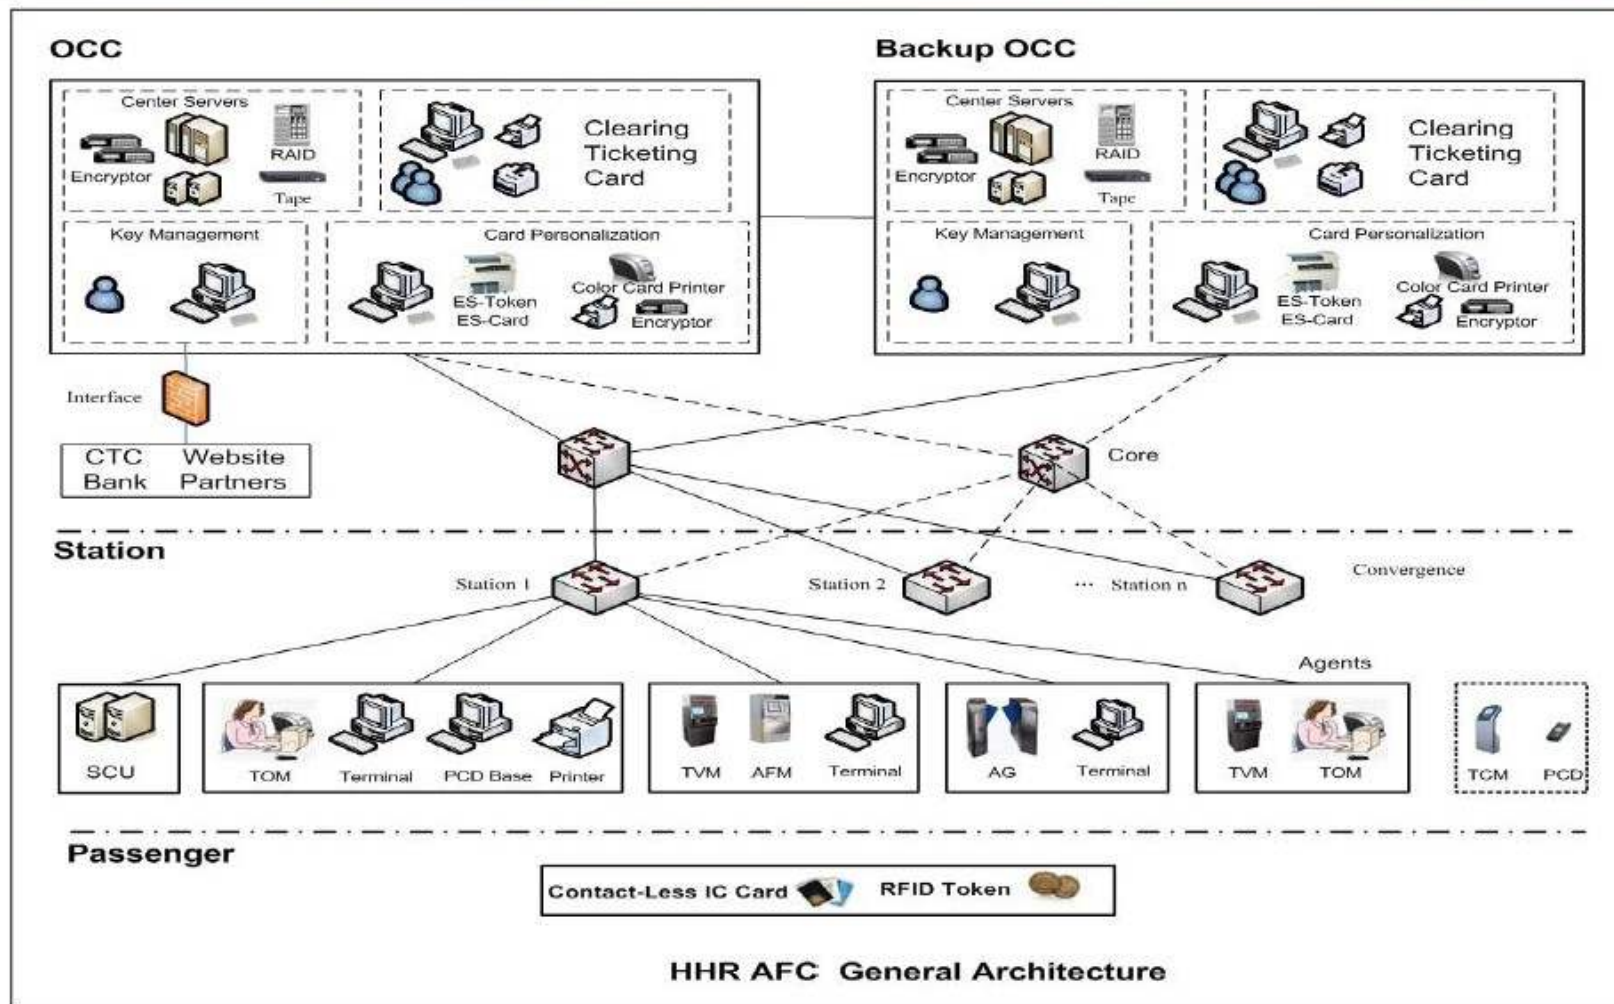 OCC
Backup OCC
Center Servers
RAID
Encryptor
Tape
Clearing
Ticketing
Card
Key Management
Card Personalization
ES-Token
ES-Card
Color Card Printer
Encryptor
Center Servers
RAID
Encryptor
Tape
Clearing
Ticketing
Card
Key Management
Card Personalization
ES-Token
ES-Card
Color Card Printer
Encryptor
Interface
CTC Website
Bank Partners
Core
Station
Station 1
Station 2
... Station n
Convergence
Agents
SCU
TOM Terminal PCD Base Printer
TVM AFM Terminal
AG Terminal
TVM TOM
TCM PCD
Passenger
Contact-Less IC Card RFID Token
HHR AFC General Architecture